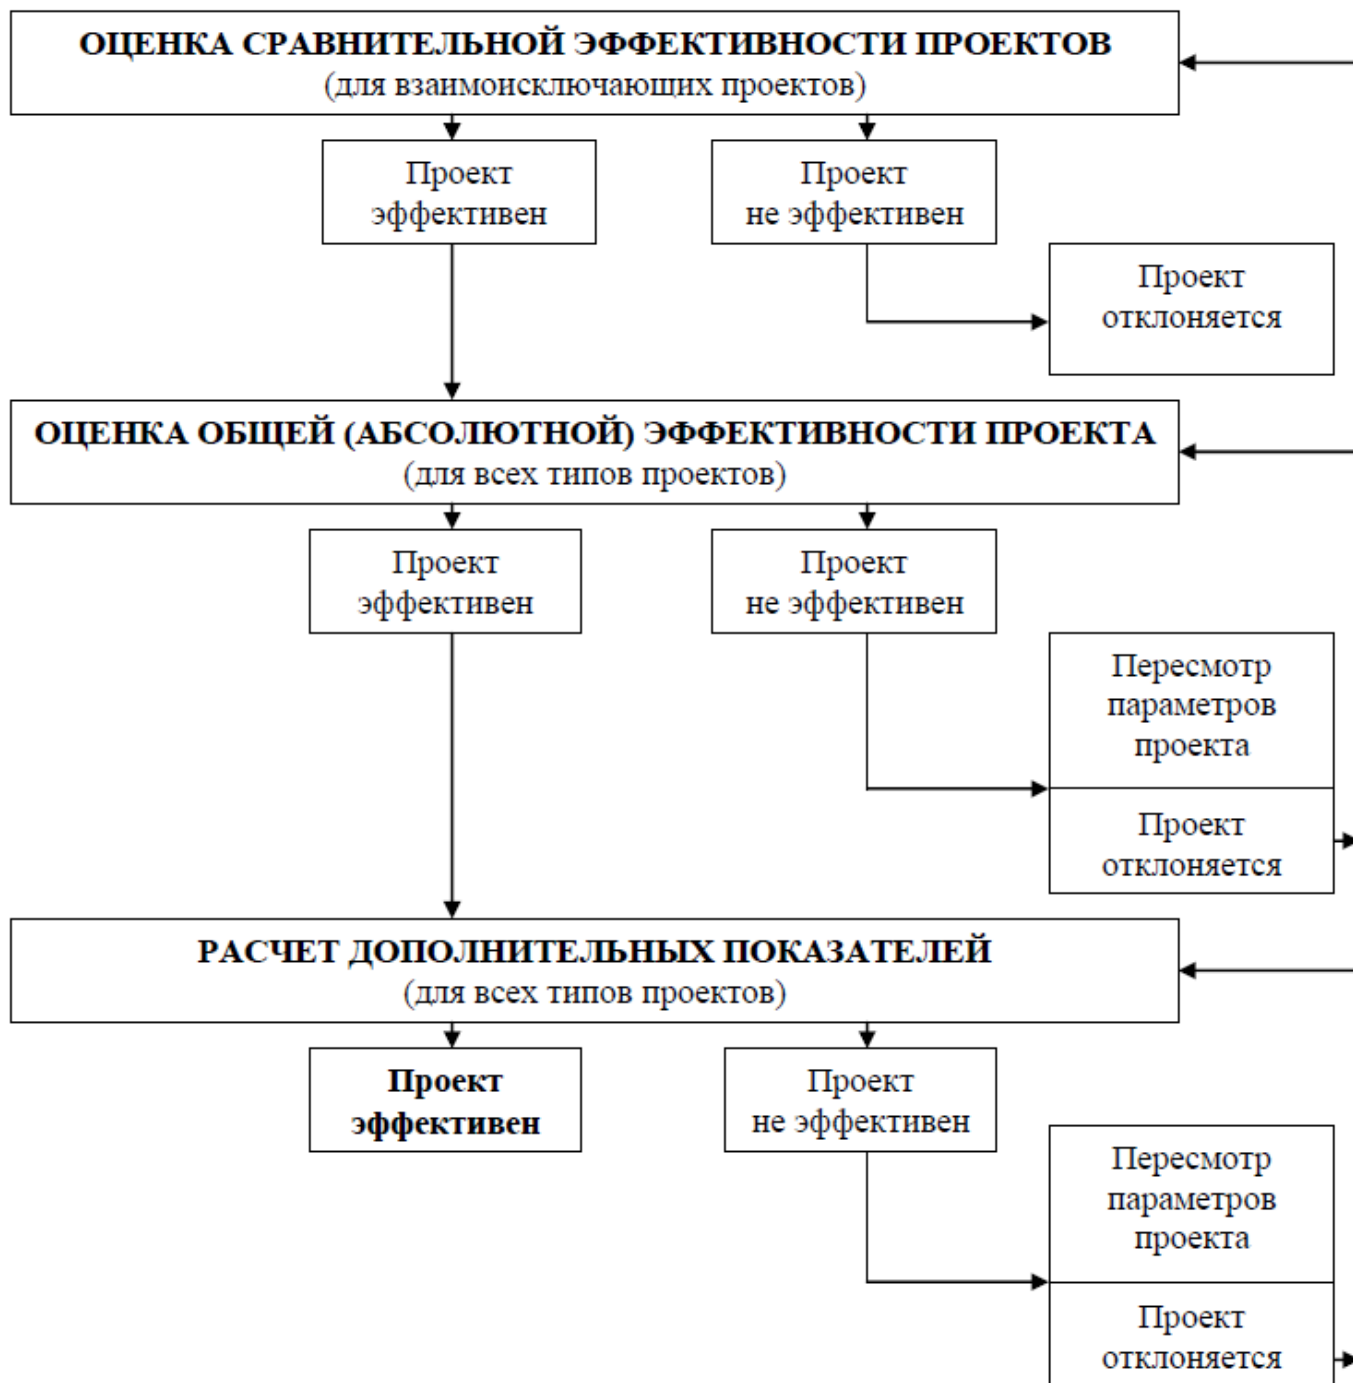 ОЦЕНКА СРАВНИТЕЛЬНОЙ ЭФФЕКТИВНОСТИ ПРОЕКТОВ
(для взаимоисключающих проектов)
Проект
эффективен
Проект
не эффективен
Проект
отклоняется
ОЦЕНКА ОБЩЕЙ (АБСОЛЮТНОЙ) ЭФФЕКТИВНОСТИ ПРОЕКТА
(для всех типов проектов)
Проект
эффективен
Проект
не эффективен
Пересмотр
параметров
проекта
Проект
отклоняется
РАСЧЕТ ДОПОЛНИТЕЛЬНЫХ ПОКАЗАТЕЛЕЙ
(для всех типов проектов)
Проект
эффективен
Проект
не эффективен
Пересмотр
параметров
проекта
Проект
отклоняется